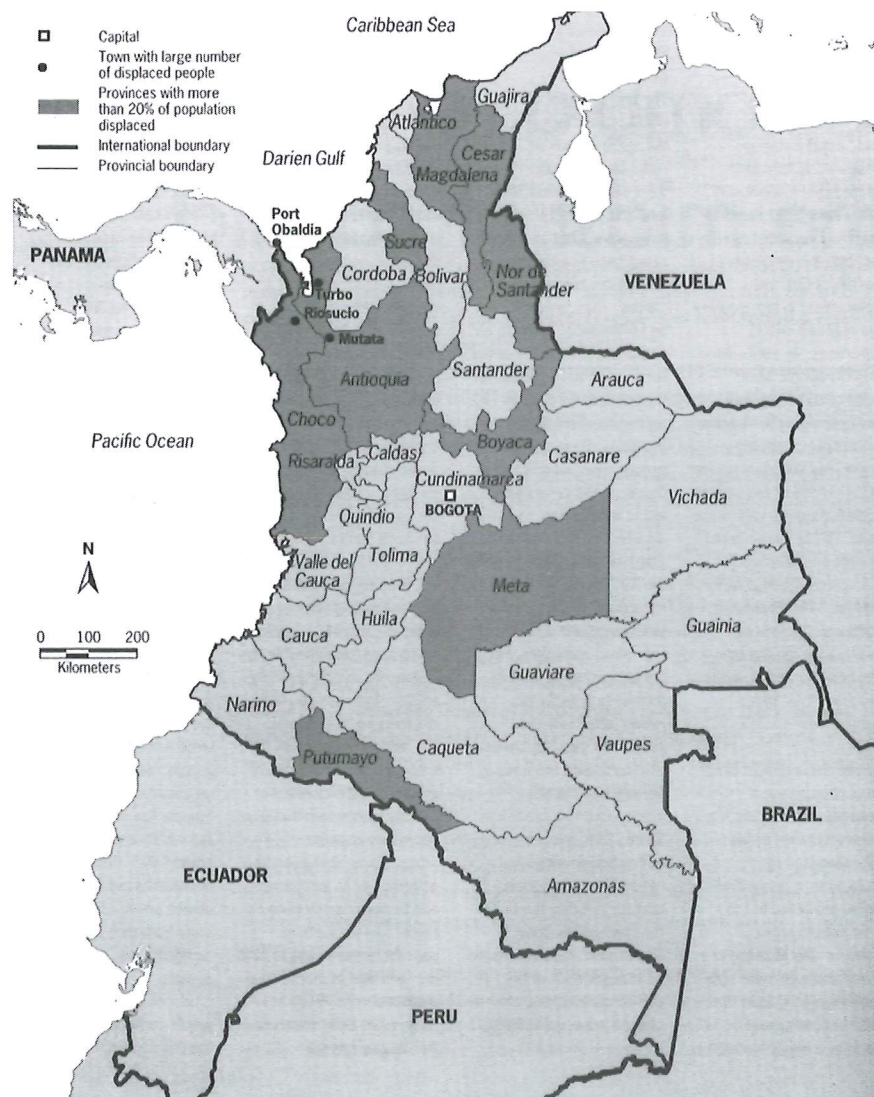 Caribbean Sea
Capital
Town with large number
of displaced people
Provinces with more
than 20% of population
displaced
International boundary
Provincial boundary
Guajira
Atlantico
Cesar
Magdalena
Darien Gulf
Port
Obaldia
PANAMA
Sucre
Cordoba
Bolivar
Nor de
Santander
VENEZUELA
Turbo
Riosucio
Mutata
Santander
Arauca
Antioquia
Choco
Pacific Ocean
Boyaca
Casanare
Caldas
Risaralda
Cundinamarca
Vichada
BOGOTA
Quindio
N
Tolima
Valle del
Cauca
Meta
Huila
Guainia
Cauca
0 100 200
Kilometers
Guaviare
Narino
Caqueta
Vaupes
Putumayo
BRAZIL
ECUADOR
Amazonas
PERU